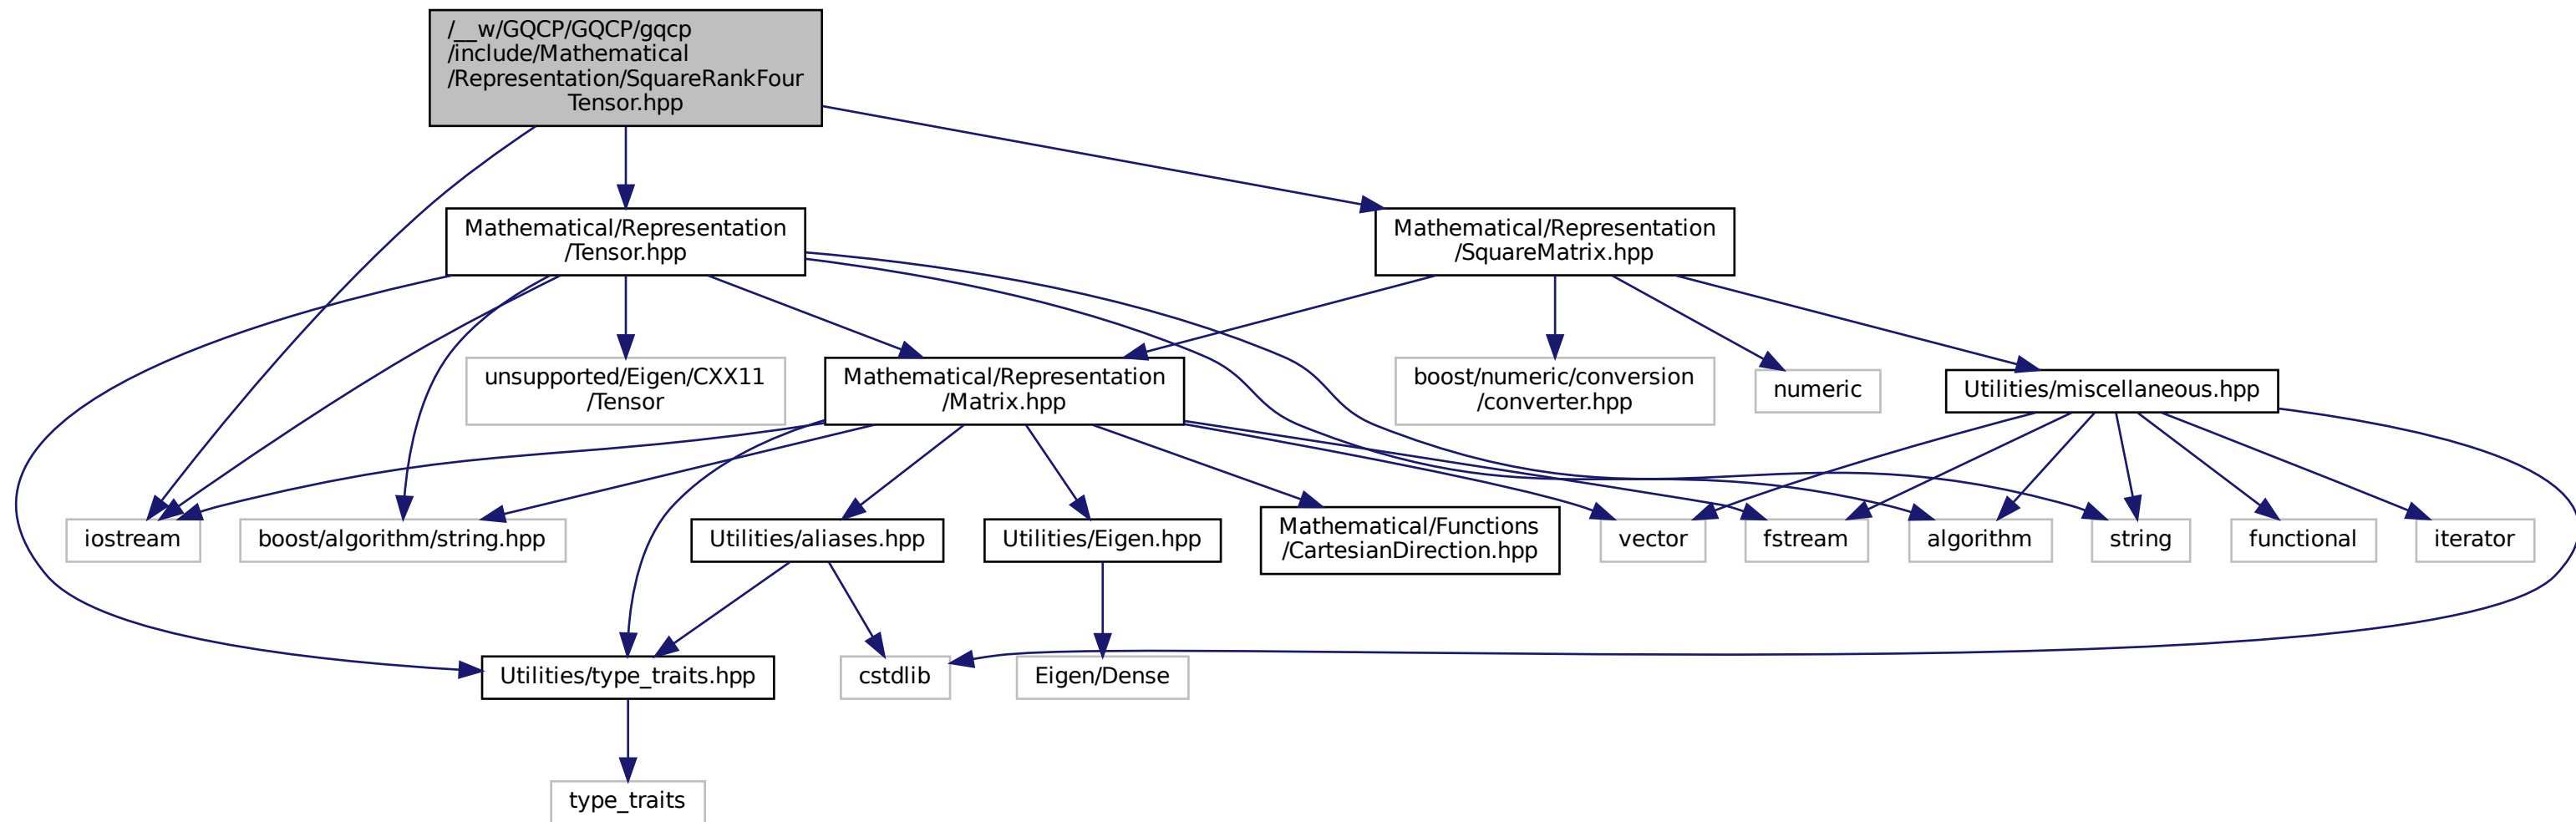 /__w/GQCP/GQCP/gqcp
/include/Mathematical
/Representation/SquareRankFour
Tensor.hpp
Mathematical/Representation
/Tensor.hpp
Mathematical/Representation
/SquareMatrix.hpp
unsupported/Eigen/CXX11
/Tensor
Mathematical/Representation
/Matrix.hpp
boost/numeric/conversion
/converter.hpp
numeric
Utilities/miscellaneous.hpp
iostream
boost/algorithm/string.hpp
Utilities/aliases.hpp
Utilities/Eigen.hpp
Mathematical/Functions
/CartesianDirection.hpp
vector
fstream
algorithm
string
functional
iterator
Utilities/type_traits.hpp
cstdlib
Eigen/Dense
type_traits